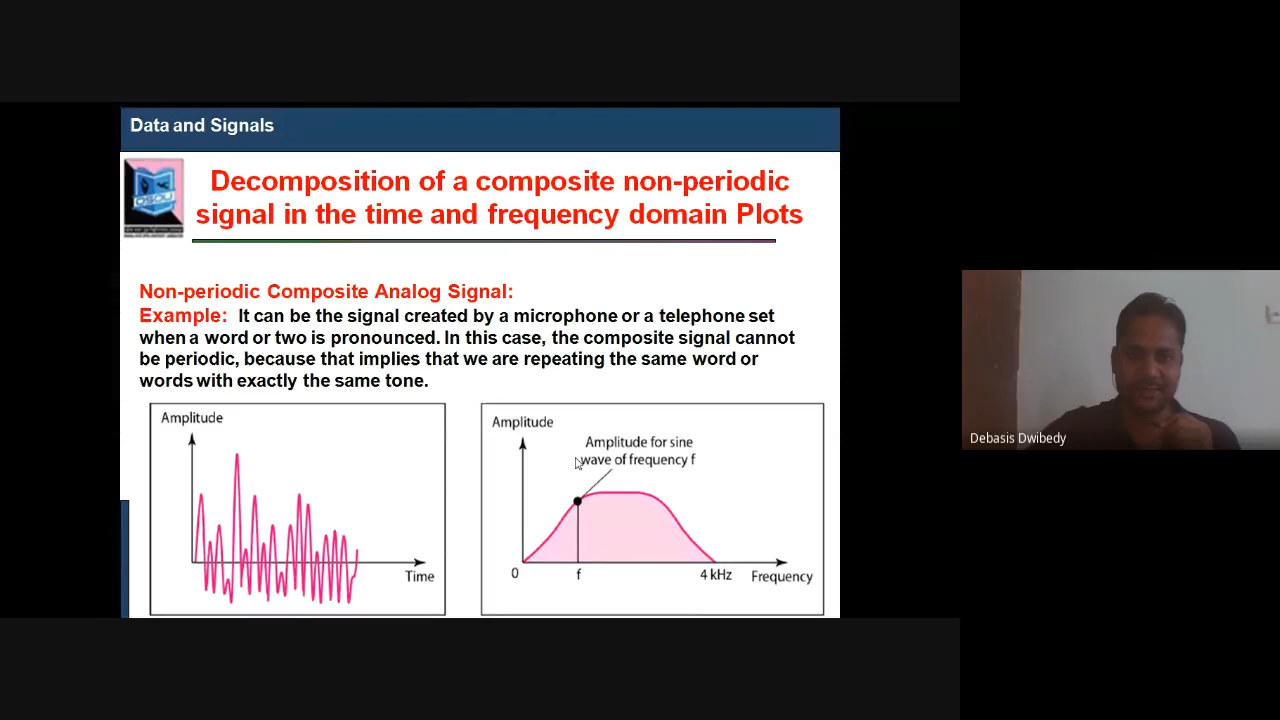 Data and Signals
Decomposition of a composite non-periodic
signal in the time and frequency domain Plots
Non-periodic Composite Analog Signal:
Example: It can be the signal created by a microphone or a telephone set
when a word or two is pronounced. In this case, the composite signal cannot
be periodic, because that implies that we are repeating the same word or
words with exactly the same tone.
Amplitude
Time
Amplitude
Amplitude for sine
wave of frequency f
0
f
4 kHz
Frequency
Debasis Dwibedy
OSOU